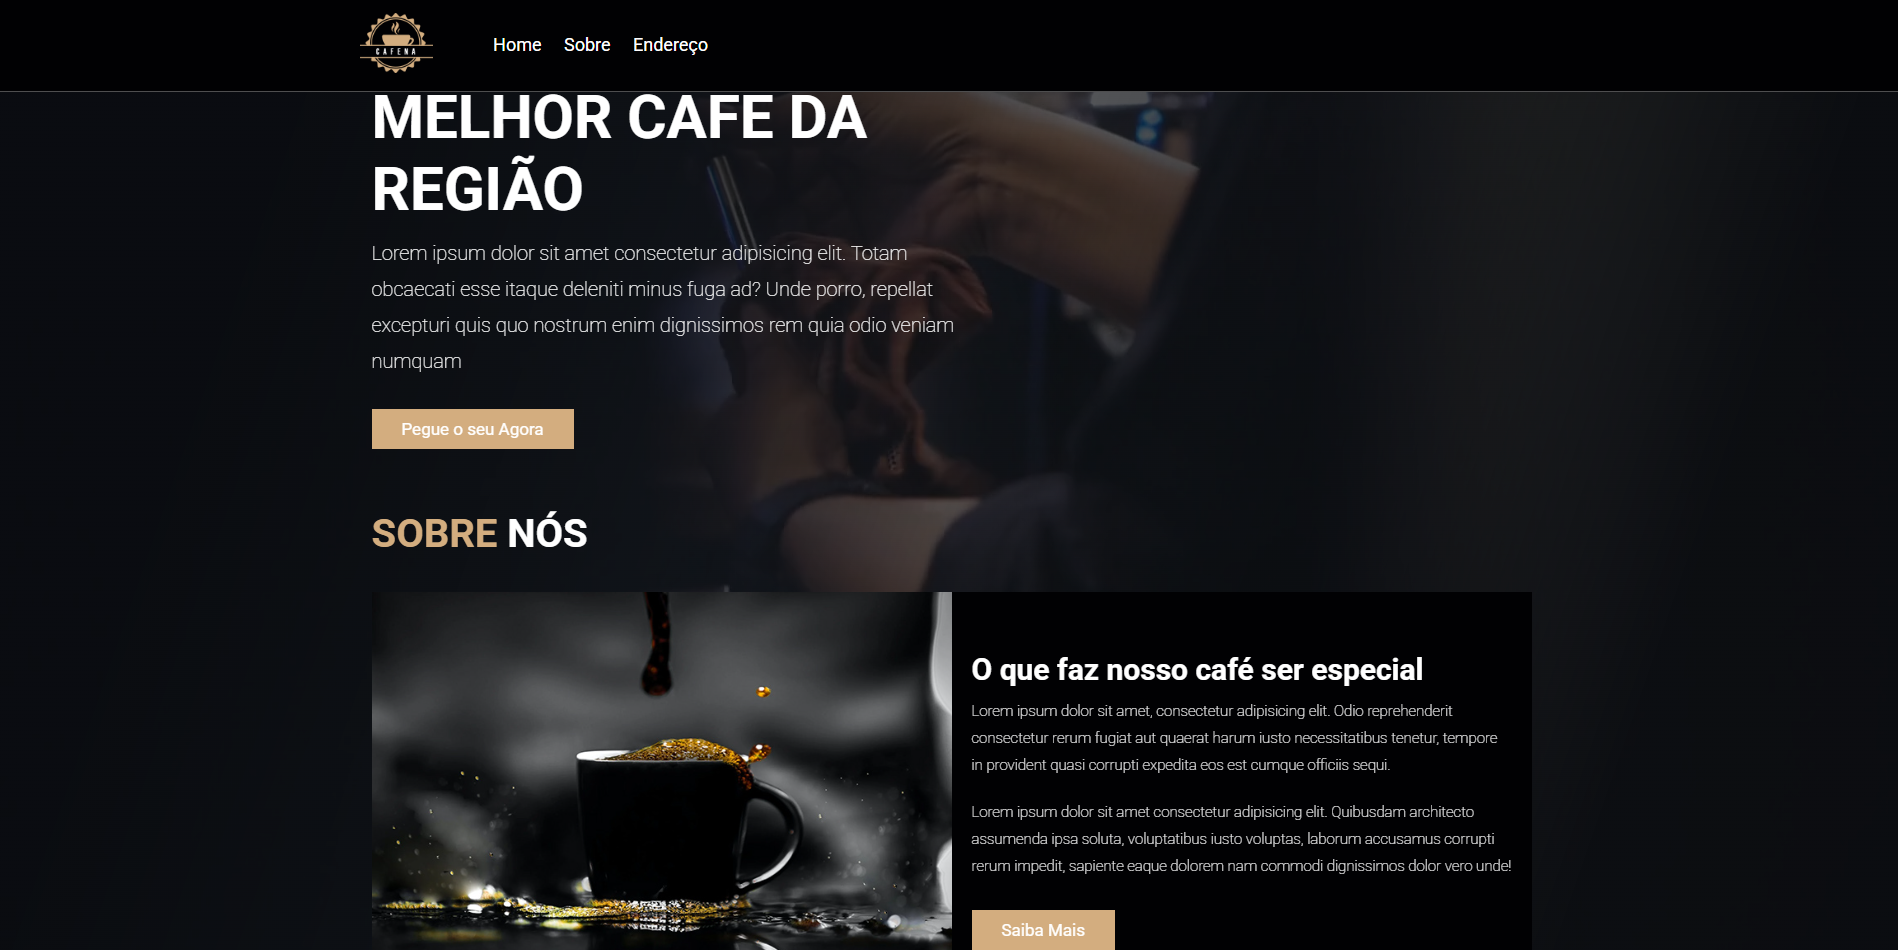 CAFENA
Home Sobre Endereço
MELHOR CAFE DA
REGIÃO
Lorem ipsum dolor sit amet consectetur adipisicing elit. Totam
obcaecati esse itaque deleniti minus fuga ad? Unde porro, repellat
excepturi quis quo nostrum enim dignissimos rem quia odio veniam
numquam
Pegue o seu Agora
SOBRE NÓS
O que faz nosso café ser especial
Lorem ipsum dolor sit amet, consectetur adipisicing elit. Odio reprehenderit
consectetur rerum fugiat aut quaerat harum iusto necessitatibus tenetur, tempore
in provident quasi corrupti expedita eos est cumque officiis sequi.
Lorem ipsum dolor sit amet consectetur adipisicing elit. Quibusdam architecto
assumenda ipsa soluta, voluptatibus iusto voluptas, laborum accusamus corrupti
rerum impedit, sapiente eaque dolorem nam commodi dignissimos dolor vero unde!
Saiba Mais